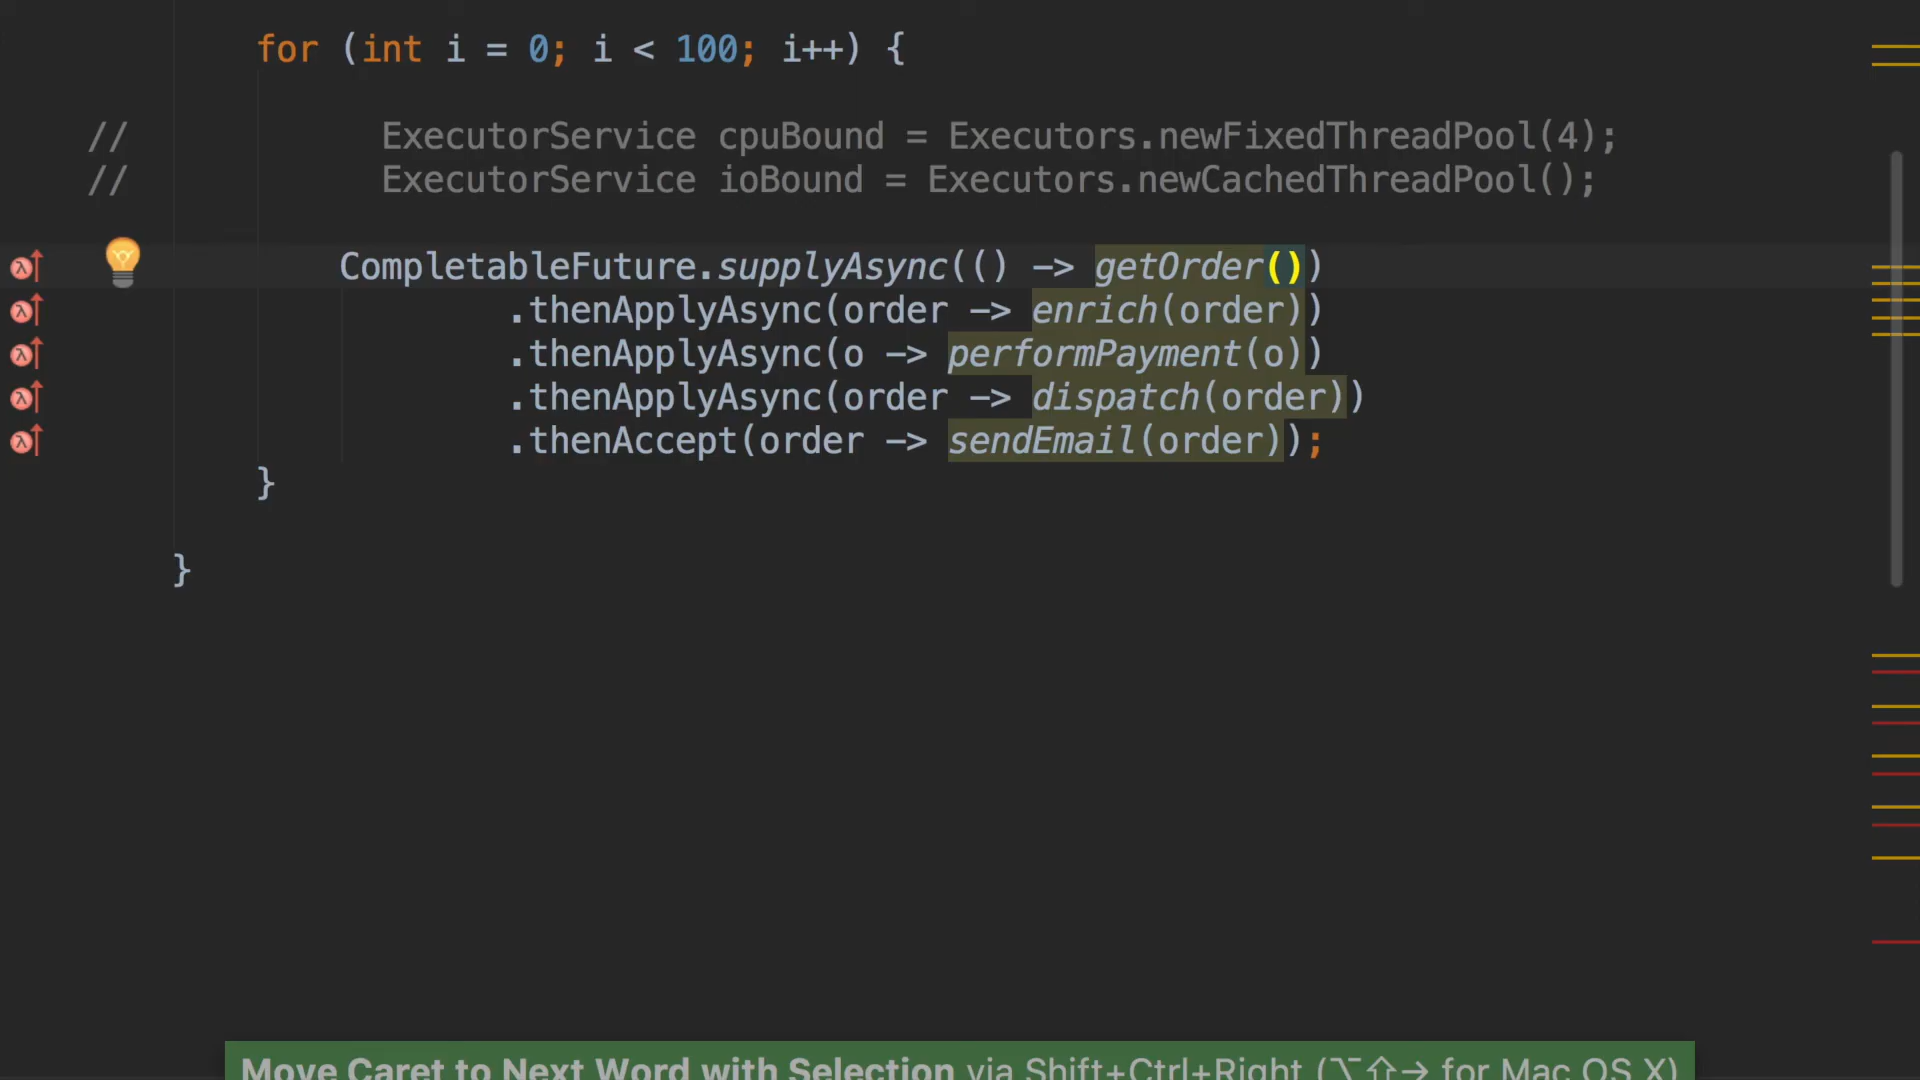 for (int i = 0; i < 100; i++) {
// ExecutorService cpuBound = Executors.newFixedThreadPool(4);
// ExecutorService ioBound = Executors.newCachedThreadPool();
CompletableFuture.supplyAsync(() -> getOrder())
.thenApplyAsync(order -> enrich(order))
.thenApplyAsync(o -> performPayment(o))
.thenApplyAsync(order -> dispatch(order))
.thenAccept(order -> sendEmail(order));
}
}
Move Caret to Next Word with Selection via Shift+Ctrl+Right (⌥⇧→ for Mac OS X)